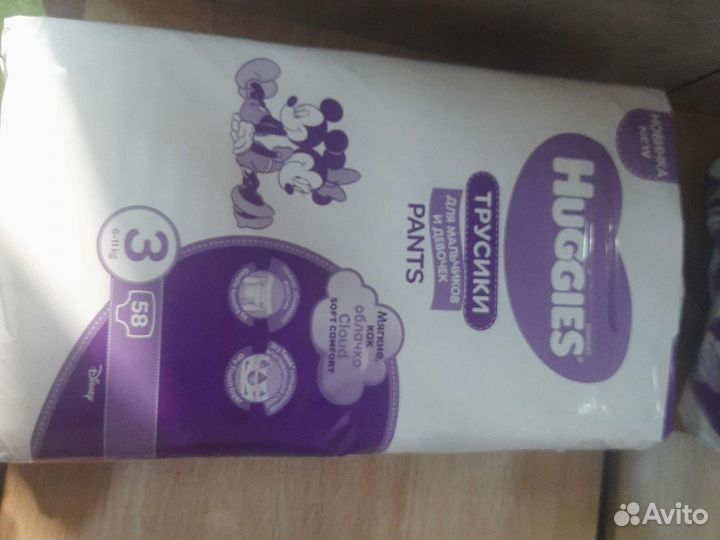 НОВИНКА
NEW
HUGGIES®
ТРУСИКИ
ДЛЯ МАЛЬЧИКОВ
И ДЕВОЧЕК
PANTS
Мягкие,
как
облачко
Cloud
SOFT COMFORT
3
6-11 kg
58
Disney
Avito